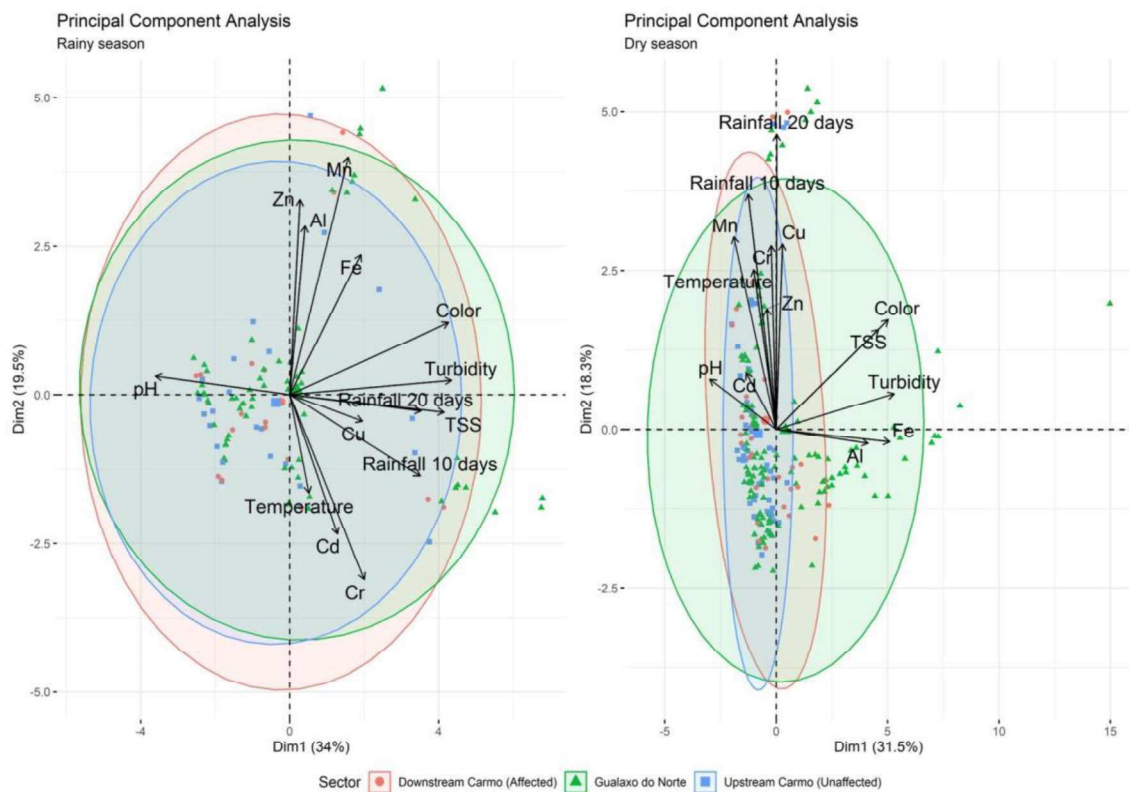 Principal Component Analysis
Rainy season
5.0
2.5
0.0
-2.5
-5.0
Dim2 (19.5%)
Mn
Zn
Al
Fe
Color
Turbidity
pH
Rainfall 20 days
TSS
Cu
Rainfall 10 days
Temperature
Cd
Cr
-4
0
4
Dim1 (34%)
Principal Component Analysis
Dry season
5.0
2.5
0.0
-2.5
Dim2 (18.3%)
Rainfall 20 days
Rainfall 10 days
Mn
Cu
Cr
Temperature
Zn
Color
TSS
pH
Cd
Turbidity
Fe
Al
-5
0
5
10
15
Dim1 (31.5%)
Sector Downstream Carmo (Affected) Gualaxo do Norte Upstream Carmo (Unaffected)